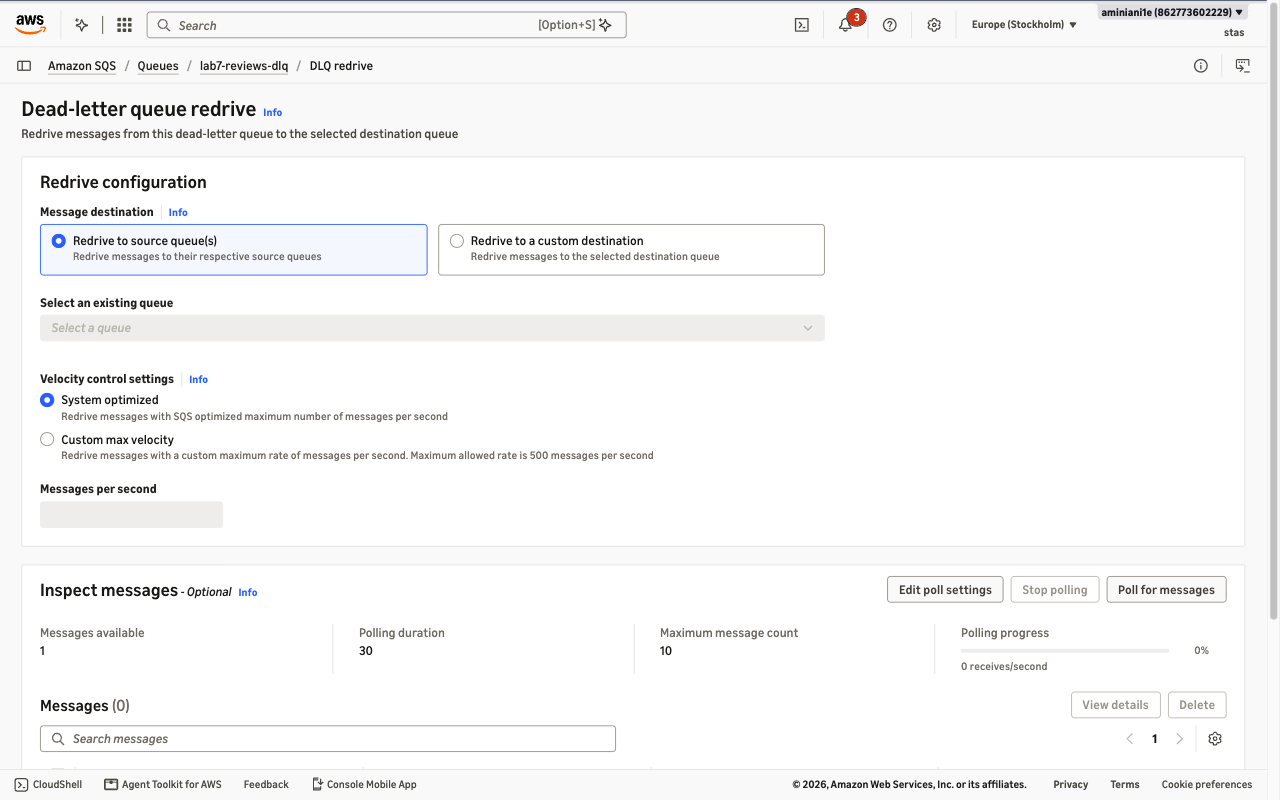 aws
Search
[Option+S]
3
Europe (Stockholm)
aminiani1e (862773602229)
stas
Amazon SQS / Queues / lab7-reviews-dlq / DLQ redrive
Dead-letter queue redrive Info
Redrive messages from this dead-letter queue to the selected destination queue
Redrive configuration
Message destination Info
Redrive to source queue(s)
Redrive messages to their respective source queues
Redrive to a custom destination
Redrive messages to the selected destination queue
Select an existing queue
Select a queue
Velocity control settings Info
System optimized
Redrive messages with SQS optimized maximum number of messages per second
Custom max velocity
Redrive messages with a custom maximum rate of messages per second. Maximum allowed rate is 500 messages per second
Messages per second
Inspect messages - Optional Info
Edit poll settings
Stop polling
Poll for messages
Messages available
1
Polling duration
30
Maximum message count
10
Polling progress
0%
0 receives/second
Messages (0)
View details
Delete
Search messages
1
CloudShell
Agent Toolkit for AWS
Feedback
Console Mobile App
© 2026, Amazon Web Services, Inc. or its affiliates.
Privacy
Terms
Cookie preferences